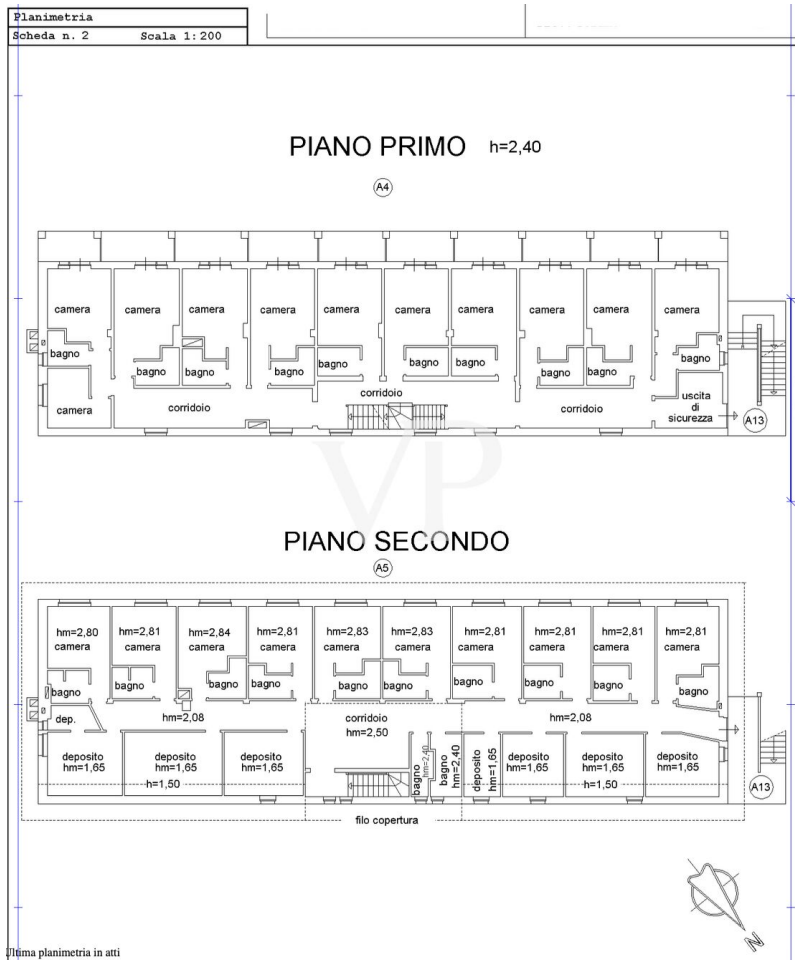 Planimetria
Scheda n. 2 Scala 1:200
PIANO PRIMO h=2,40
A4
camera camera camera camera camera camera camera camera camera camera
bagno bagno bagno bagno bagno bagno bagno bagno bagno bagno
camera corridoio corridoio corridoio uscita
di
sicurezza
A13
VP
PIANO SECONDO
A5
hm=2,80 hm=2,81 hm=2,84 hm=2,81 hm=2,83 hm=2,83 hm=2,81 hm=2,81 hm=2,81 hm=2,81
camera camera camera camera camera camera camera camera camera camera
bagno bagno bagno bagno bagno bagno bagno bagno bagno bagno
dep. hm=2,08 corridoio hm=2,08
hm=2,50
deposito deposito deposito bagno hm=2,40 bagno hm=2,40 deposito hm=1,65 deposito deposito deposito
hm=1,65 hm=1,65 hm=1,65 hm=1,65 hm=1,65 hm=1,65
h=1,50 h=1,50
A13
filo copertura
N
Ultima planimetria in atti